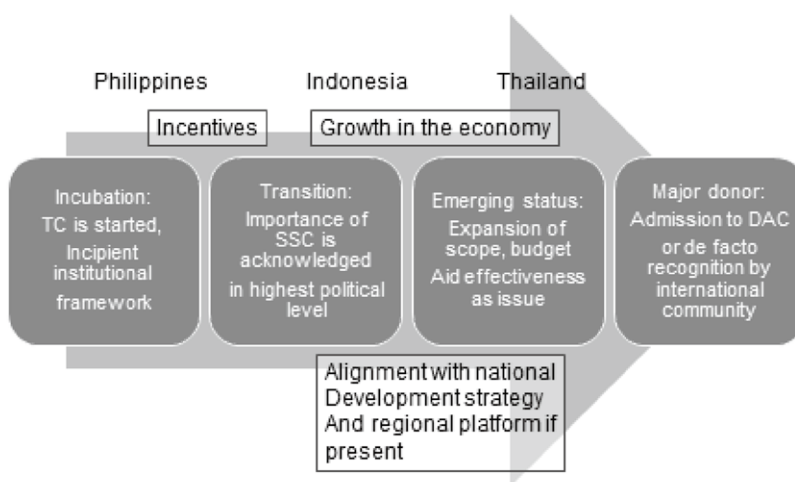 Philippines Indonesia Thailand
Incentives
Growth in the economy
Incubation:
TC is started,
Incipient
institutional
framework
Transition:
Importance of
SSC is
acknowledged
in highest political
level
Emerging status:
Expansion of
scope, budget
Aid effectiveness
as issue
Major donor:
Admission to DAC
or de facto
recognition by
international
community
Alignment with national
Development strategy
And regional platform if
present